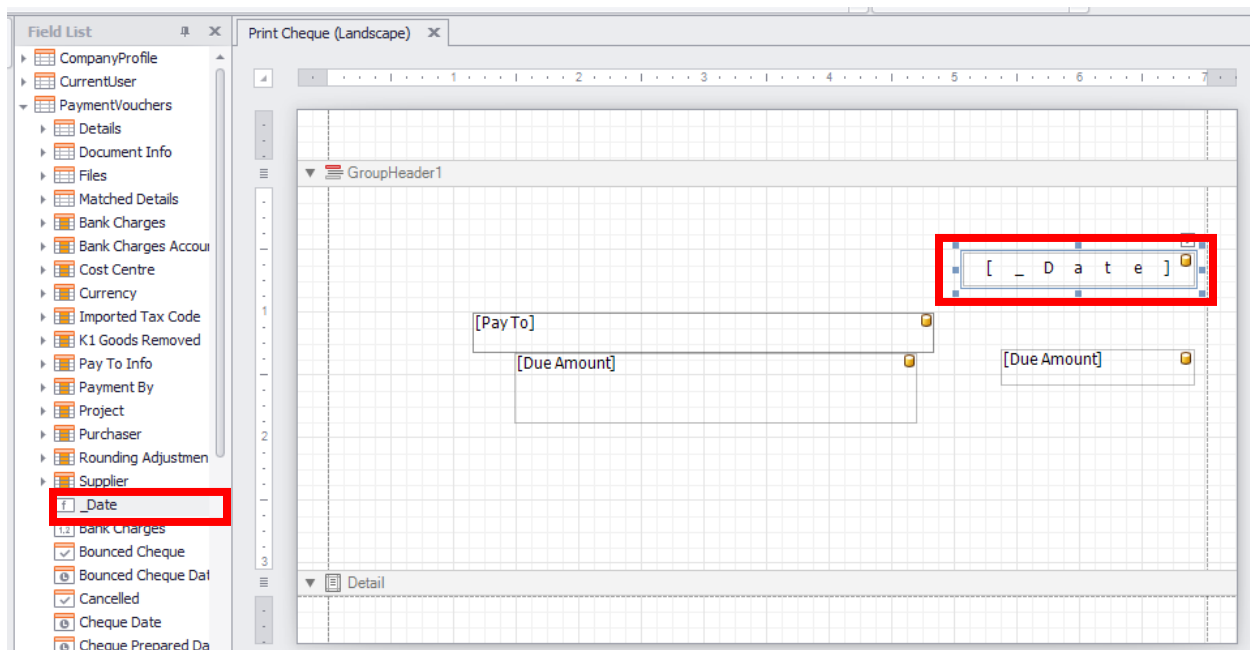 Field List
CompanyProfile
CurrentUser
PaymentVouchers
Details
Document Info
Files
Matched Details
Bank Charges
Bank Charges Accou
Cost Centre
Currency
Imported Tax Code
K1 Goods Removed
Pay To Info
Payment By
Project
Purchaser
Rounding Adjustmen
Supplier
f _Date
1,2 Bank Charges
Bounced Cheque
Bounced Cheque Dat
Cancelled
Cheque Date
Cheque Prepared Da
Print Cheque (Landscape)
1 2 3 4 5 6 7
GroupHeader1
[ _ D a t e ]
1
[Pay To]
[Due Amount] [Due Amount]
2
3
Detail